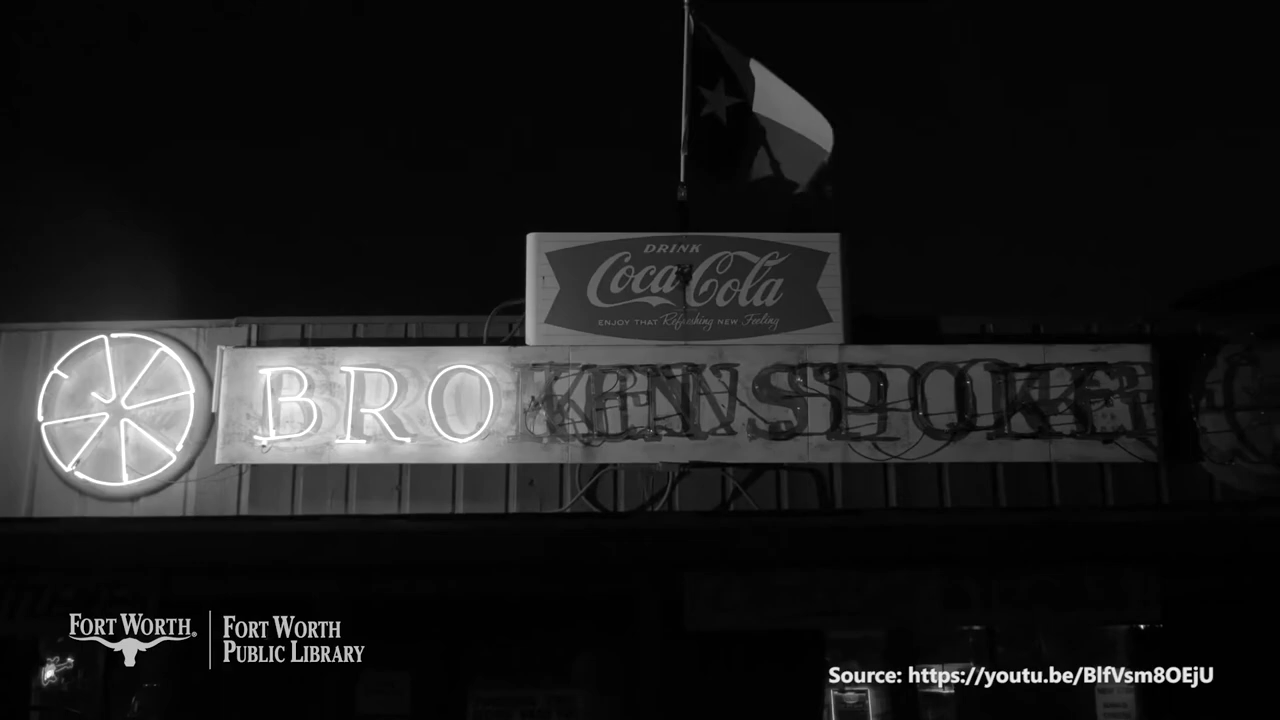 DRINK
Coca-Cola
ENJOY THAT Refreshing NEW Feeling
BROKEN SPOKE
FORT WORTH®
FORT WORTH
PUBLIC LIBRARY
Source: https://youtu.be/BlfVsm8OEjU